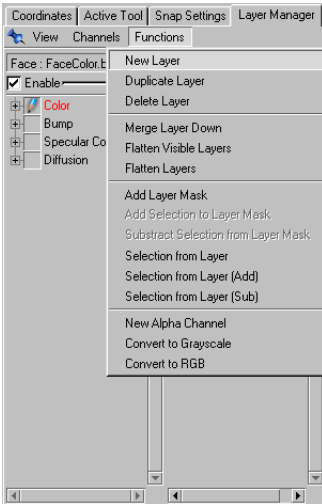 Coordinates Active Tool Snap Settings Layer Manager
View Channels Functions
Face : FaceColor.b
Enable
New Layer
Duplicate Layer
Delete Layer
Color
Bump
Specular Co
Diffusion
Merge Layer Down
Flatten Visible Layers
Flatten Layers
Add Layer Mask
Add Selection to Layer Mask
Substract Selection from Layer Mask
Selection from Layer
Selection from Layer (Add)
Selection from Layer (Sub)
New Alpha Channel
Convert to Grayscale
Convert to RGB